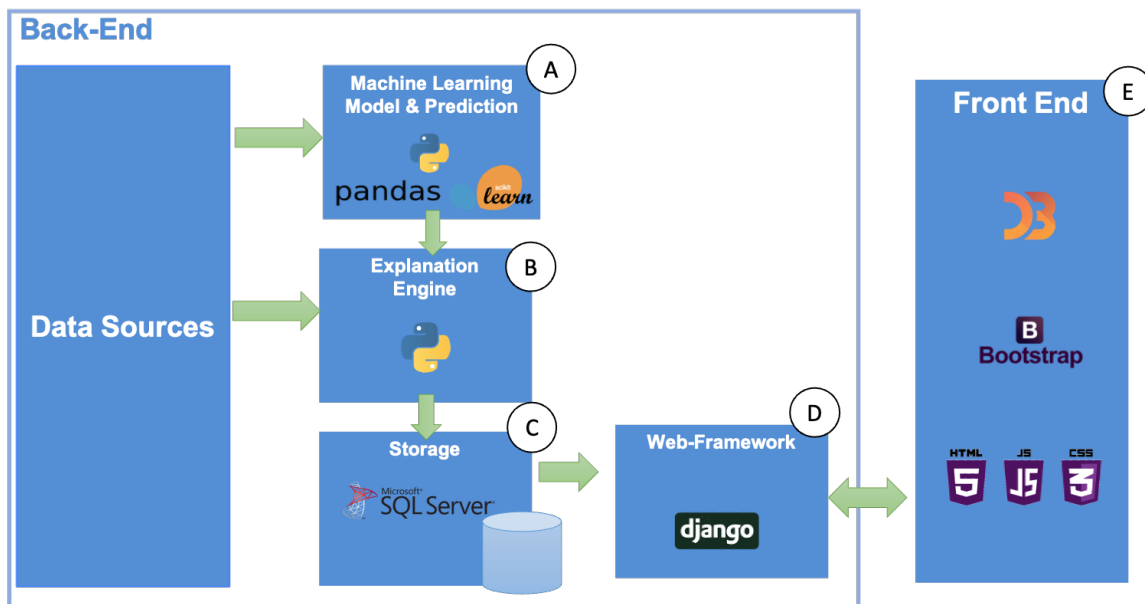 Back-End
Data Sources
A
Machine Learning
Model & Prediction
pandas
scikit
learn
B
Explanation
Engine
C
Storage
Microsoft
SQL Server
D
Web-Framework
django
E
Front End
B
Bootstrap
HTML JS CSS
5 JS 3